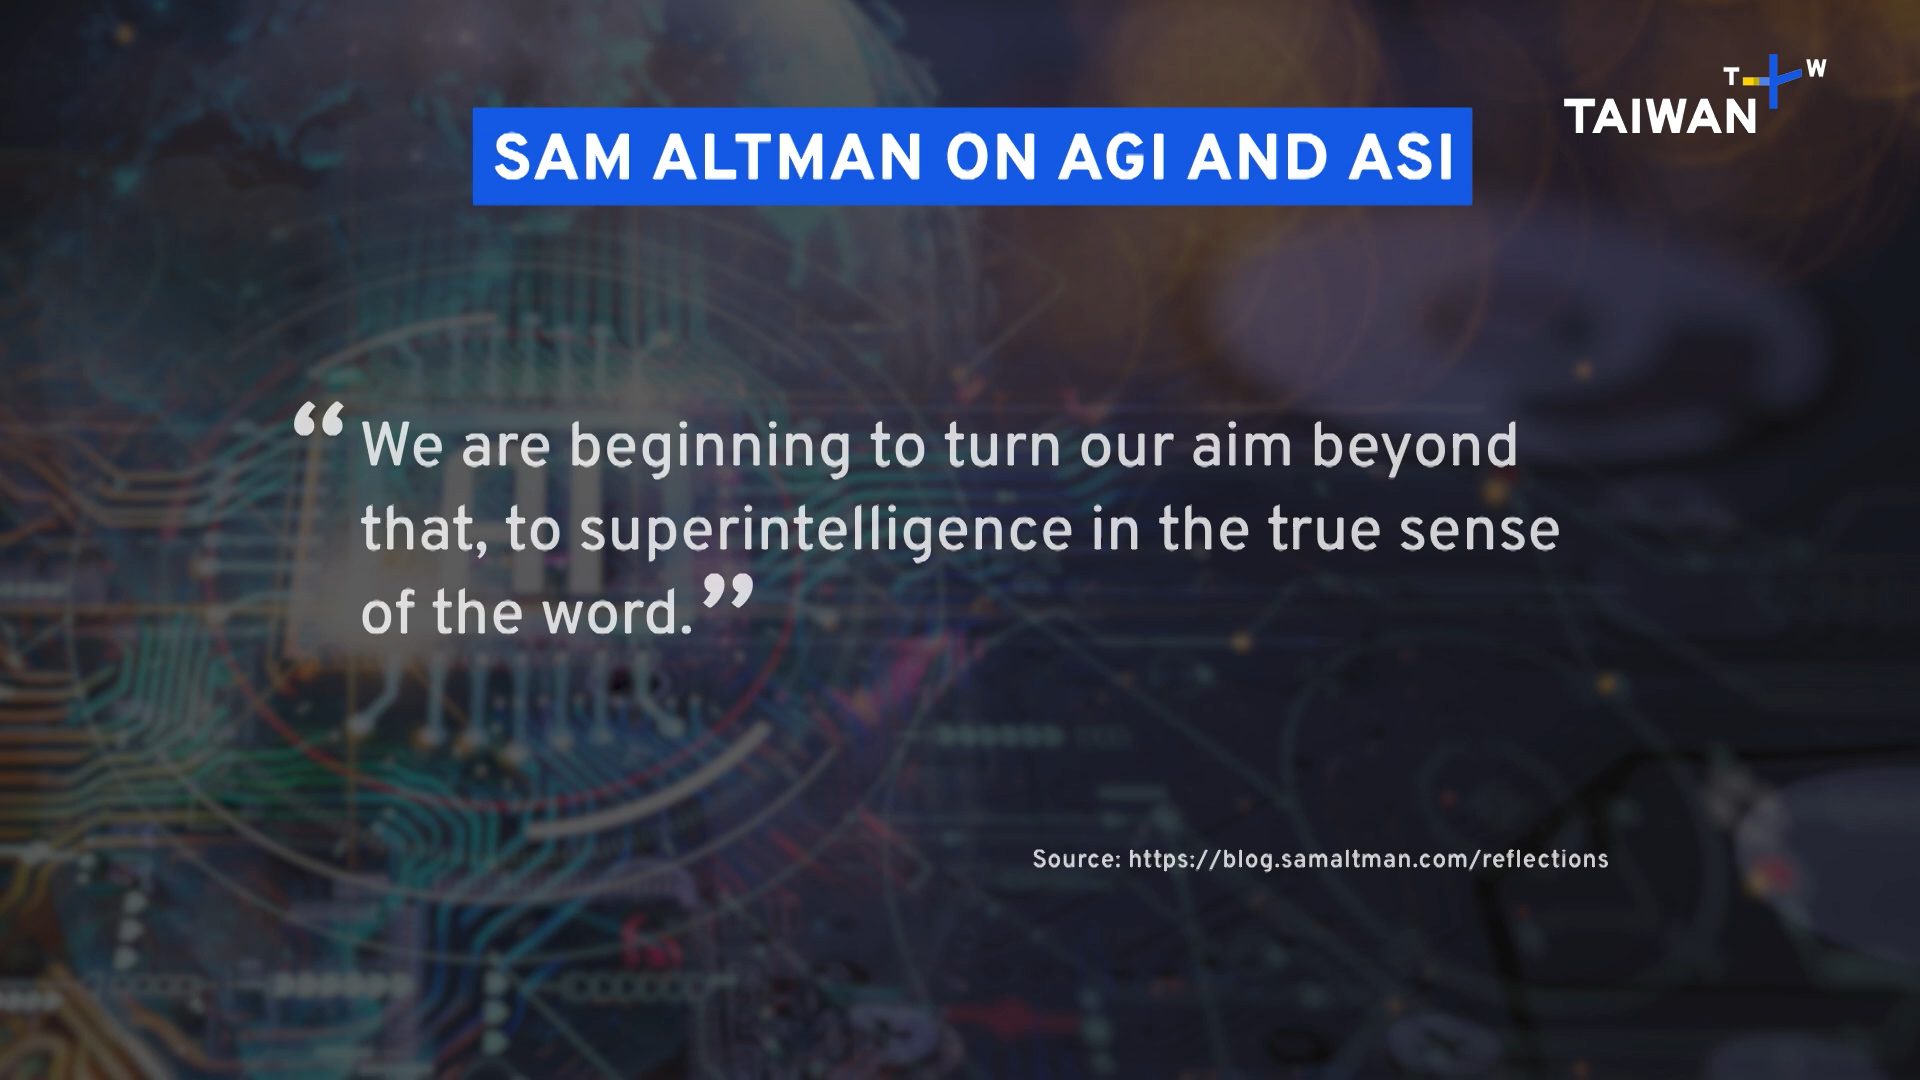 T W
TAIWAN
SAM ALTMAN ON AGI AND ASI
“We are beginning to turn our aim beyond
that, to superintelligence in the true sense
of the word.”
Source: https://blog.samaltman.com/reflections